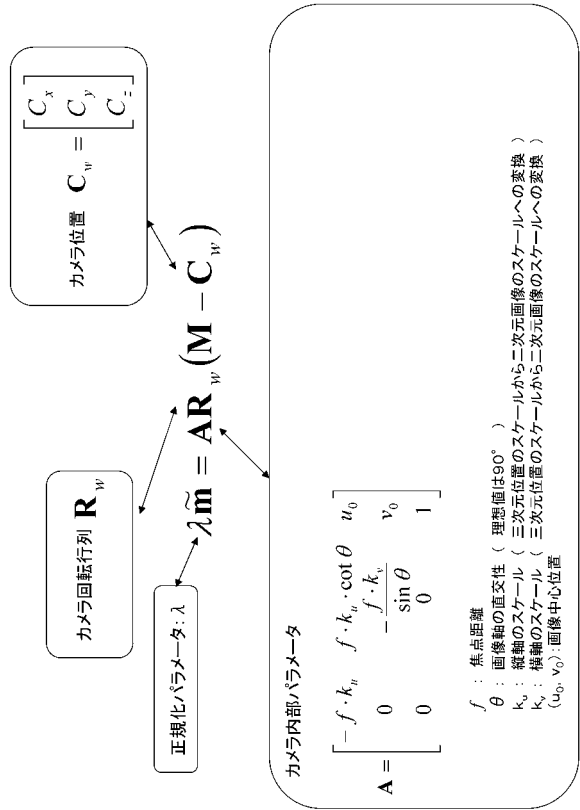 カメラ回転行列 R_w
カメラ位置 C_w = [ C_x C_y C_z ]
正規化パラメータ: λ
λm̃ = AR_w(M − C_w)
カメラ内部パラメータ
A = [ −f·k_u f·k_u·cotθ u_0
0 −f·k_v/sinθ v_0
0 0 1 ]
f : 焦点距離
θ : 画像軸の直交性 ( 理想値は90° )
k_u : 縦軸のスケール ( 三次元位置のスケールから二次元画像のスケールへの変換 )
k_v : 横軸のスケール ( 三次元位置のスケールから二次元画像のスケールへの変換 )
(u_0, v_0): 画像中心位置